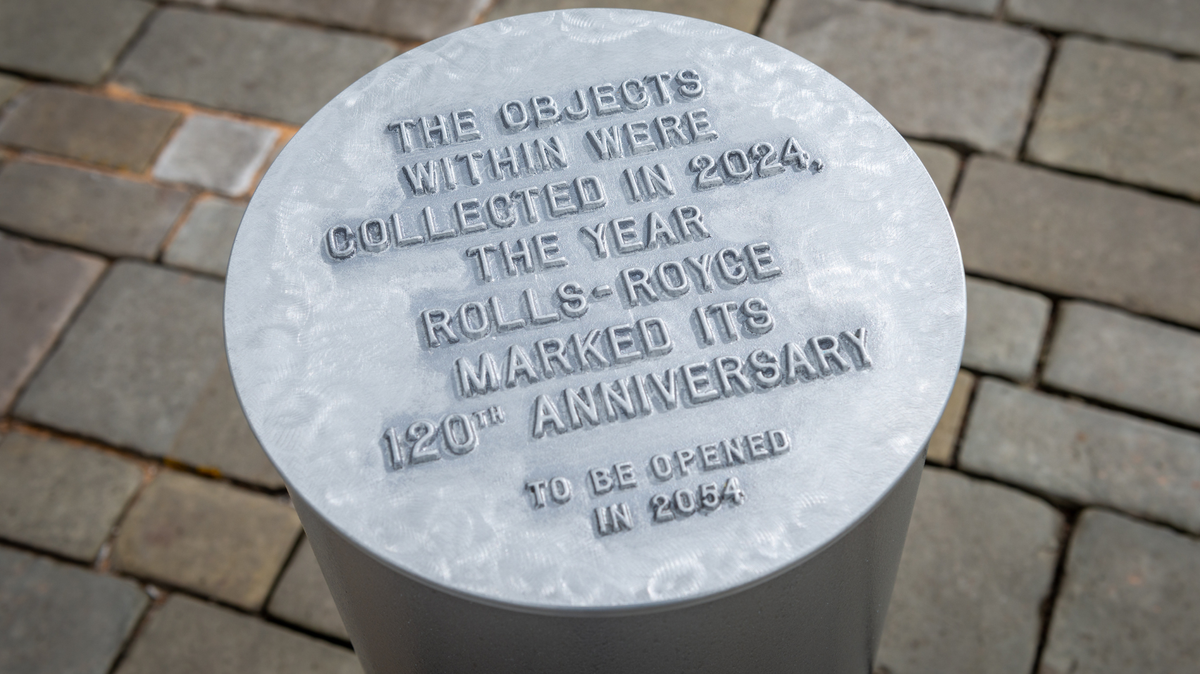 THE OBJECTS
WITHIN WERE
COLLECTED IN 2024,
THE YEAR
ROLLS-ROYCE
MARKED ITS
120TH ANNIVERSARY
TO BE OPENED
IN 2054